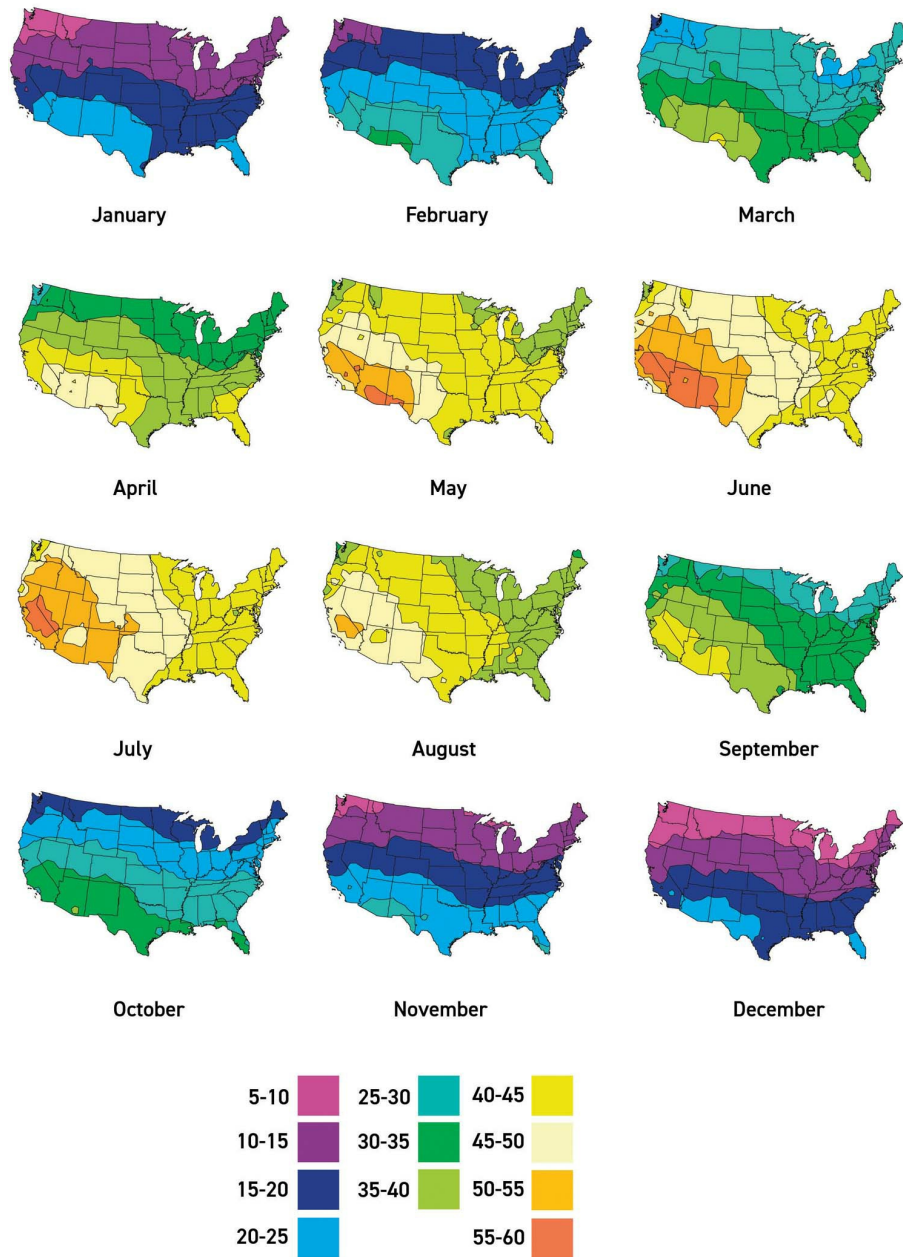 January
February
March
April
May
June
July
August
September
October
November
December
5-10
25-30
40-45
10-15
30-35
45-50
15-20
35-40
50-55
20-25
55-60